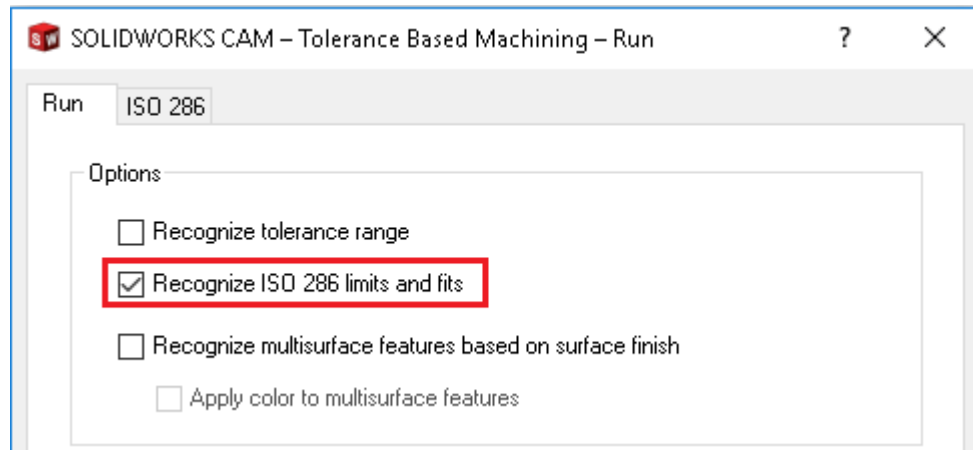 SW SOLIDWORKS CAM – Tolerance Based Machining – Run ? ×
Run ISO 286
Options
Recognize tolerance range
Recognize ISO 286 limits and fits
Recognize multisurface features based on surface finish
Apply color to multisurface features